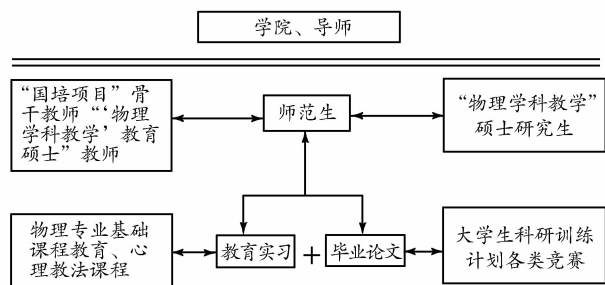 学院、导师
“国培项目”骨
干教师“‘物理
学科教学’教育
硕士”教师
师范生
“物理学科教学”
硕士研究生
物理专业基础
课程教育、心
理教法课程
教育实习
+
毕业论文
大学生科研训练
计划各类竞赛